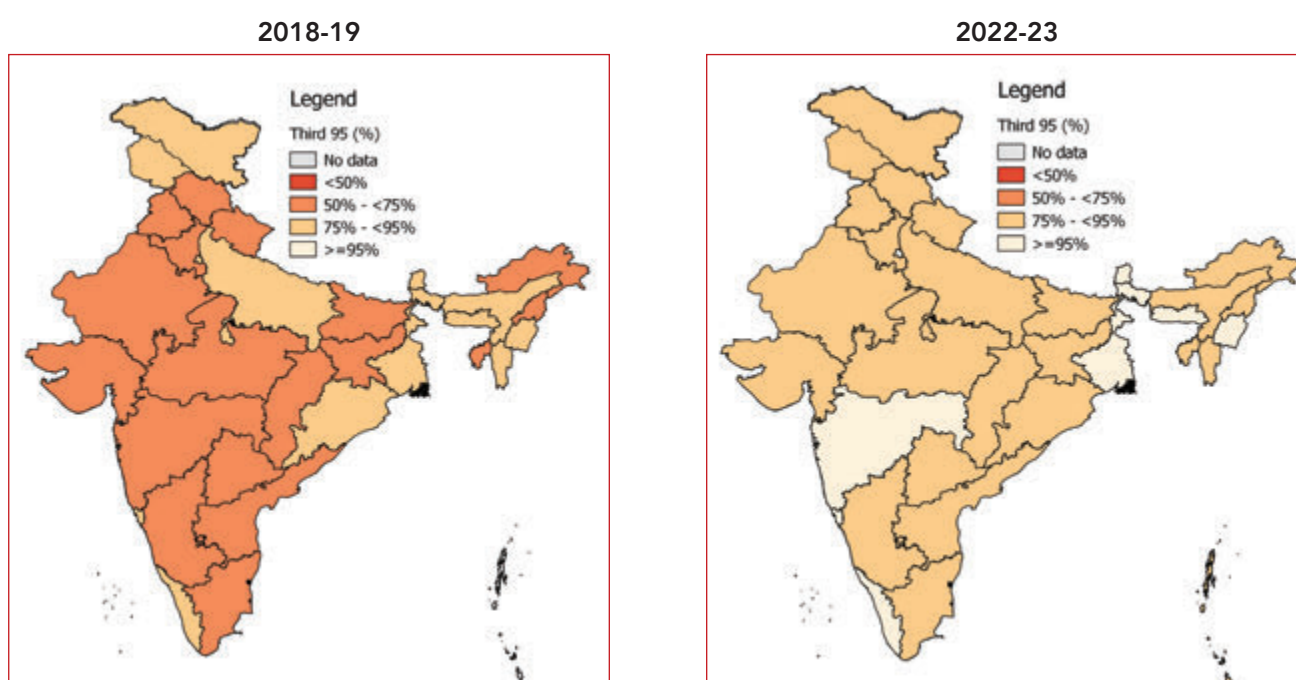 2018-19
Legend
Third 95 (%)
No data
<50%
50% - <75%
75% - <95%
>=95%
2022-23
Legend
Third 95 (%)
No data
<50%
50% - <75%
75% - <95%
>=95%